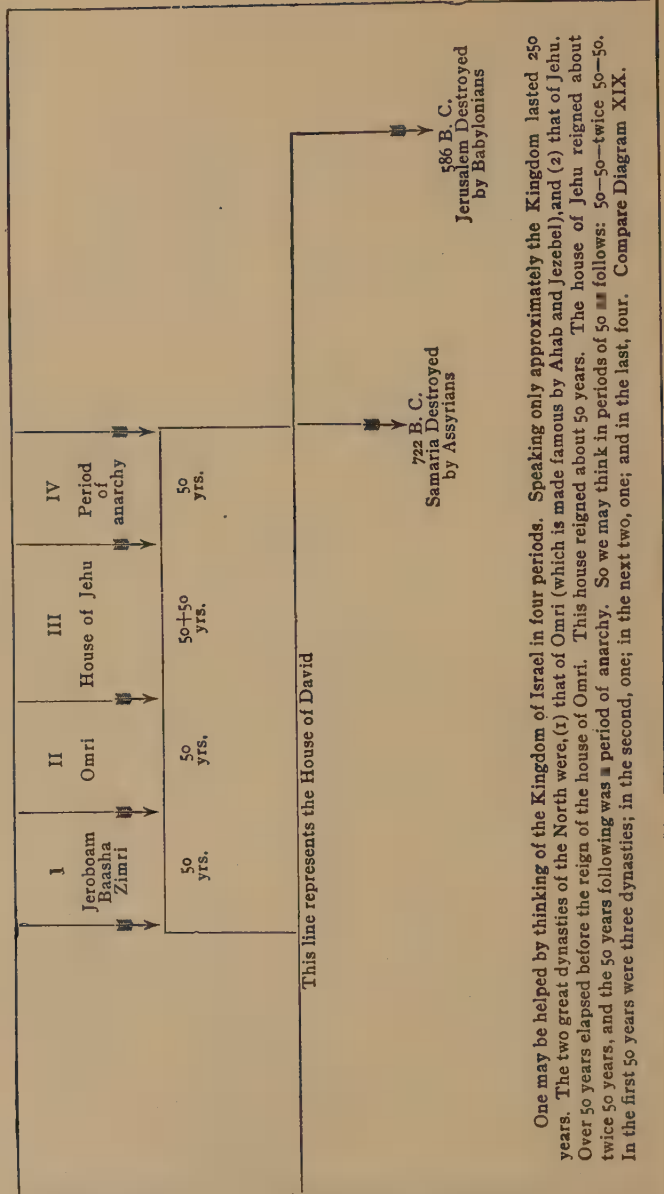 I
Jeroboam
Baasha
Zimri
II
Omri
III
House of Jehu
IV
Period
of
anarchy
50
yrs.
50
yrs.
50+50
yrs.
50
yrs.
This line represents the House of David
722 B. C.
Samaria Destroyed
by Assyrians
586 B. C.
Jerusalem Destroyed
by Babylonians
One may be helped by thinking of the Kingdom of Israel in four periods. Speaking only approximately the Kingdom lasted 250
years. The two great dynasties of the North were, (1) that of Omri (which is made famous by Ahab and Jezebel), and (2) that of Jehu.
Over 50 years elapsed before the reign of the house of Omri. This house reigned about 50 years. The house of Jehu reigned about
twice 50 years, and the 50 years following was period of anarchy. So we may think in periods of 50 follows: 50—50—twice 50—50.
In the first 50 years were three dynasties; in the second, one; in the next two, one; and in the last, four. Compare Diagram XIX.